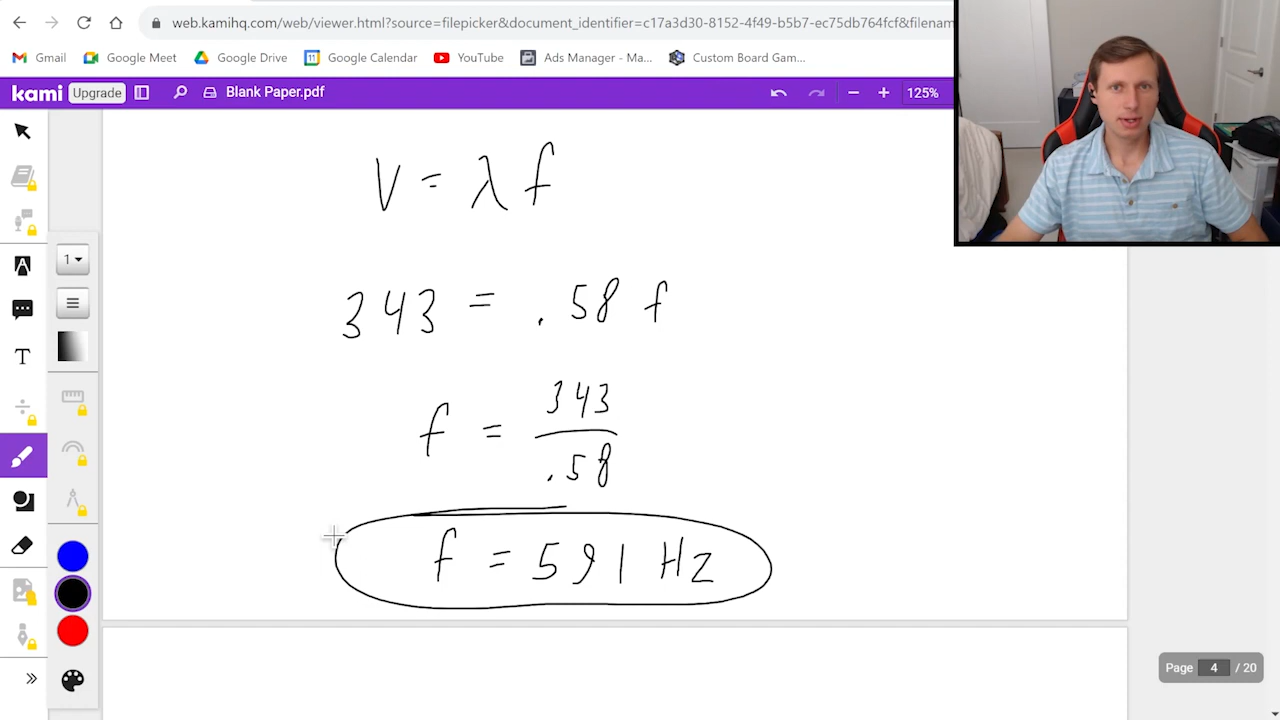 web.kamihq.com/web/viewer.html?source=filepicker&document_identifier=c17a3d30-8152-4f49-b5b7-ec75db764fcf&filenam
Gmail Google Meet Google Drive 31 Google Calendar YouTube Ads Manager - Ma... Custom Board Gam...
kami Upgrade Blank Paper.pdf 125%
V = λ f
1
343 = .58 f
A
T
f = 343
.58
f = 591 Hz
Page 4 / 20